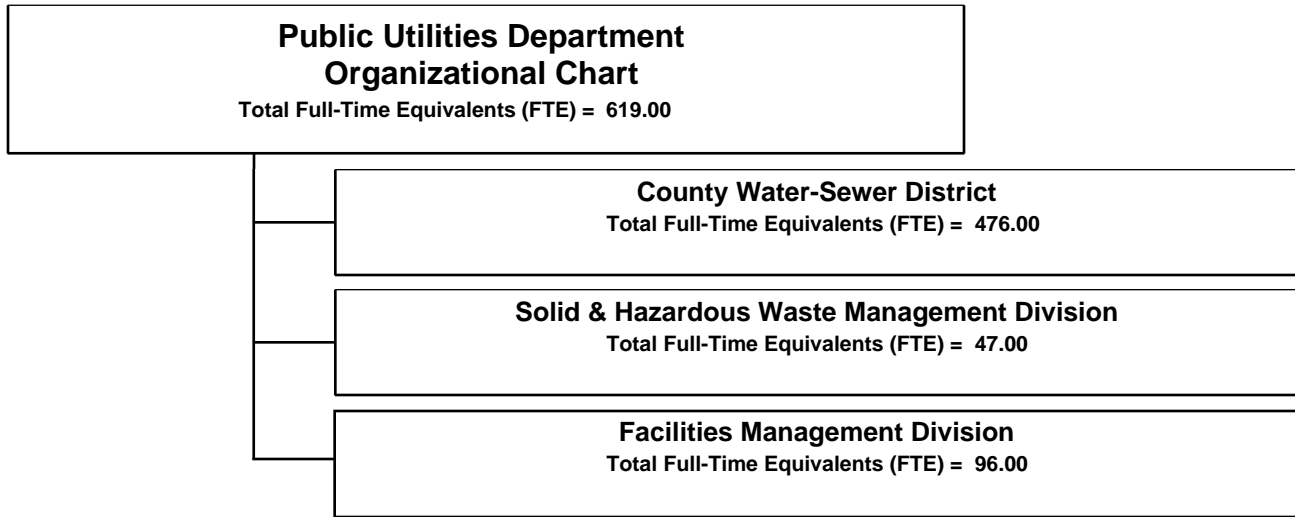 Public Utilities Department
Organizational Chart
Total Full-Time Equivalents (FTE) = 619.00
County Water-Sewer District
Total Full-Time Equivalents (FTE) = 476.00
Solid & Hazardous Waste Management Division
Total Full-Time Equivalents (FTE) = 47.00
Facilities Management Division
Total Full-Time Equivalents (FTE) = 96.00